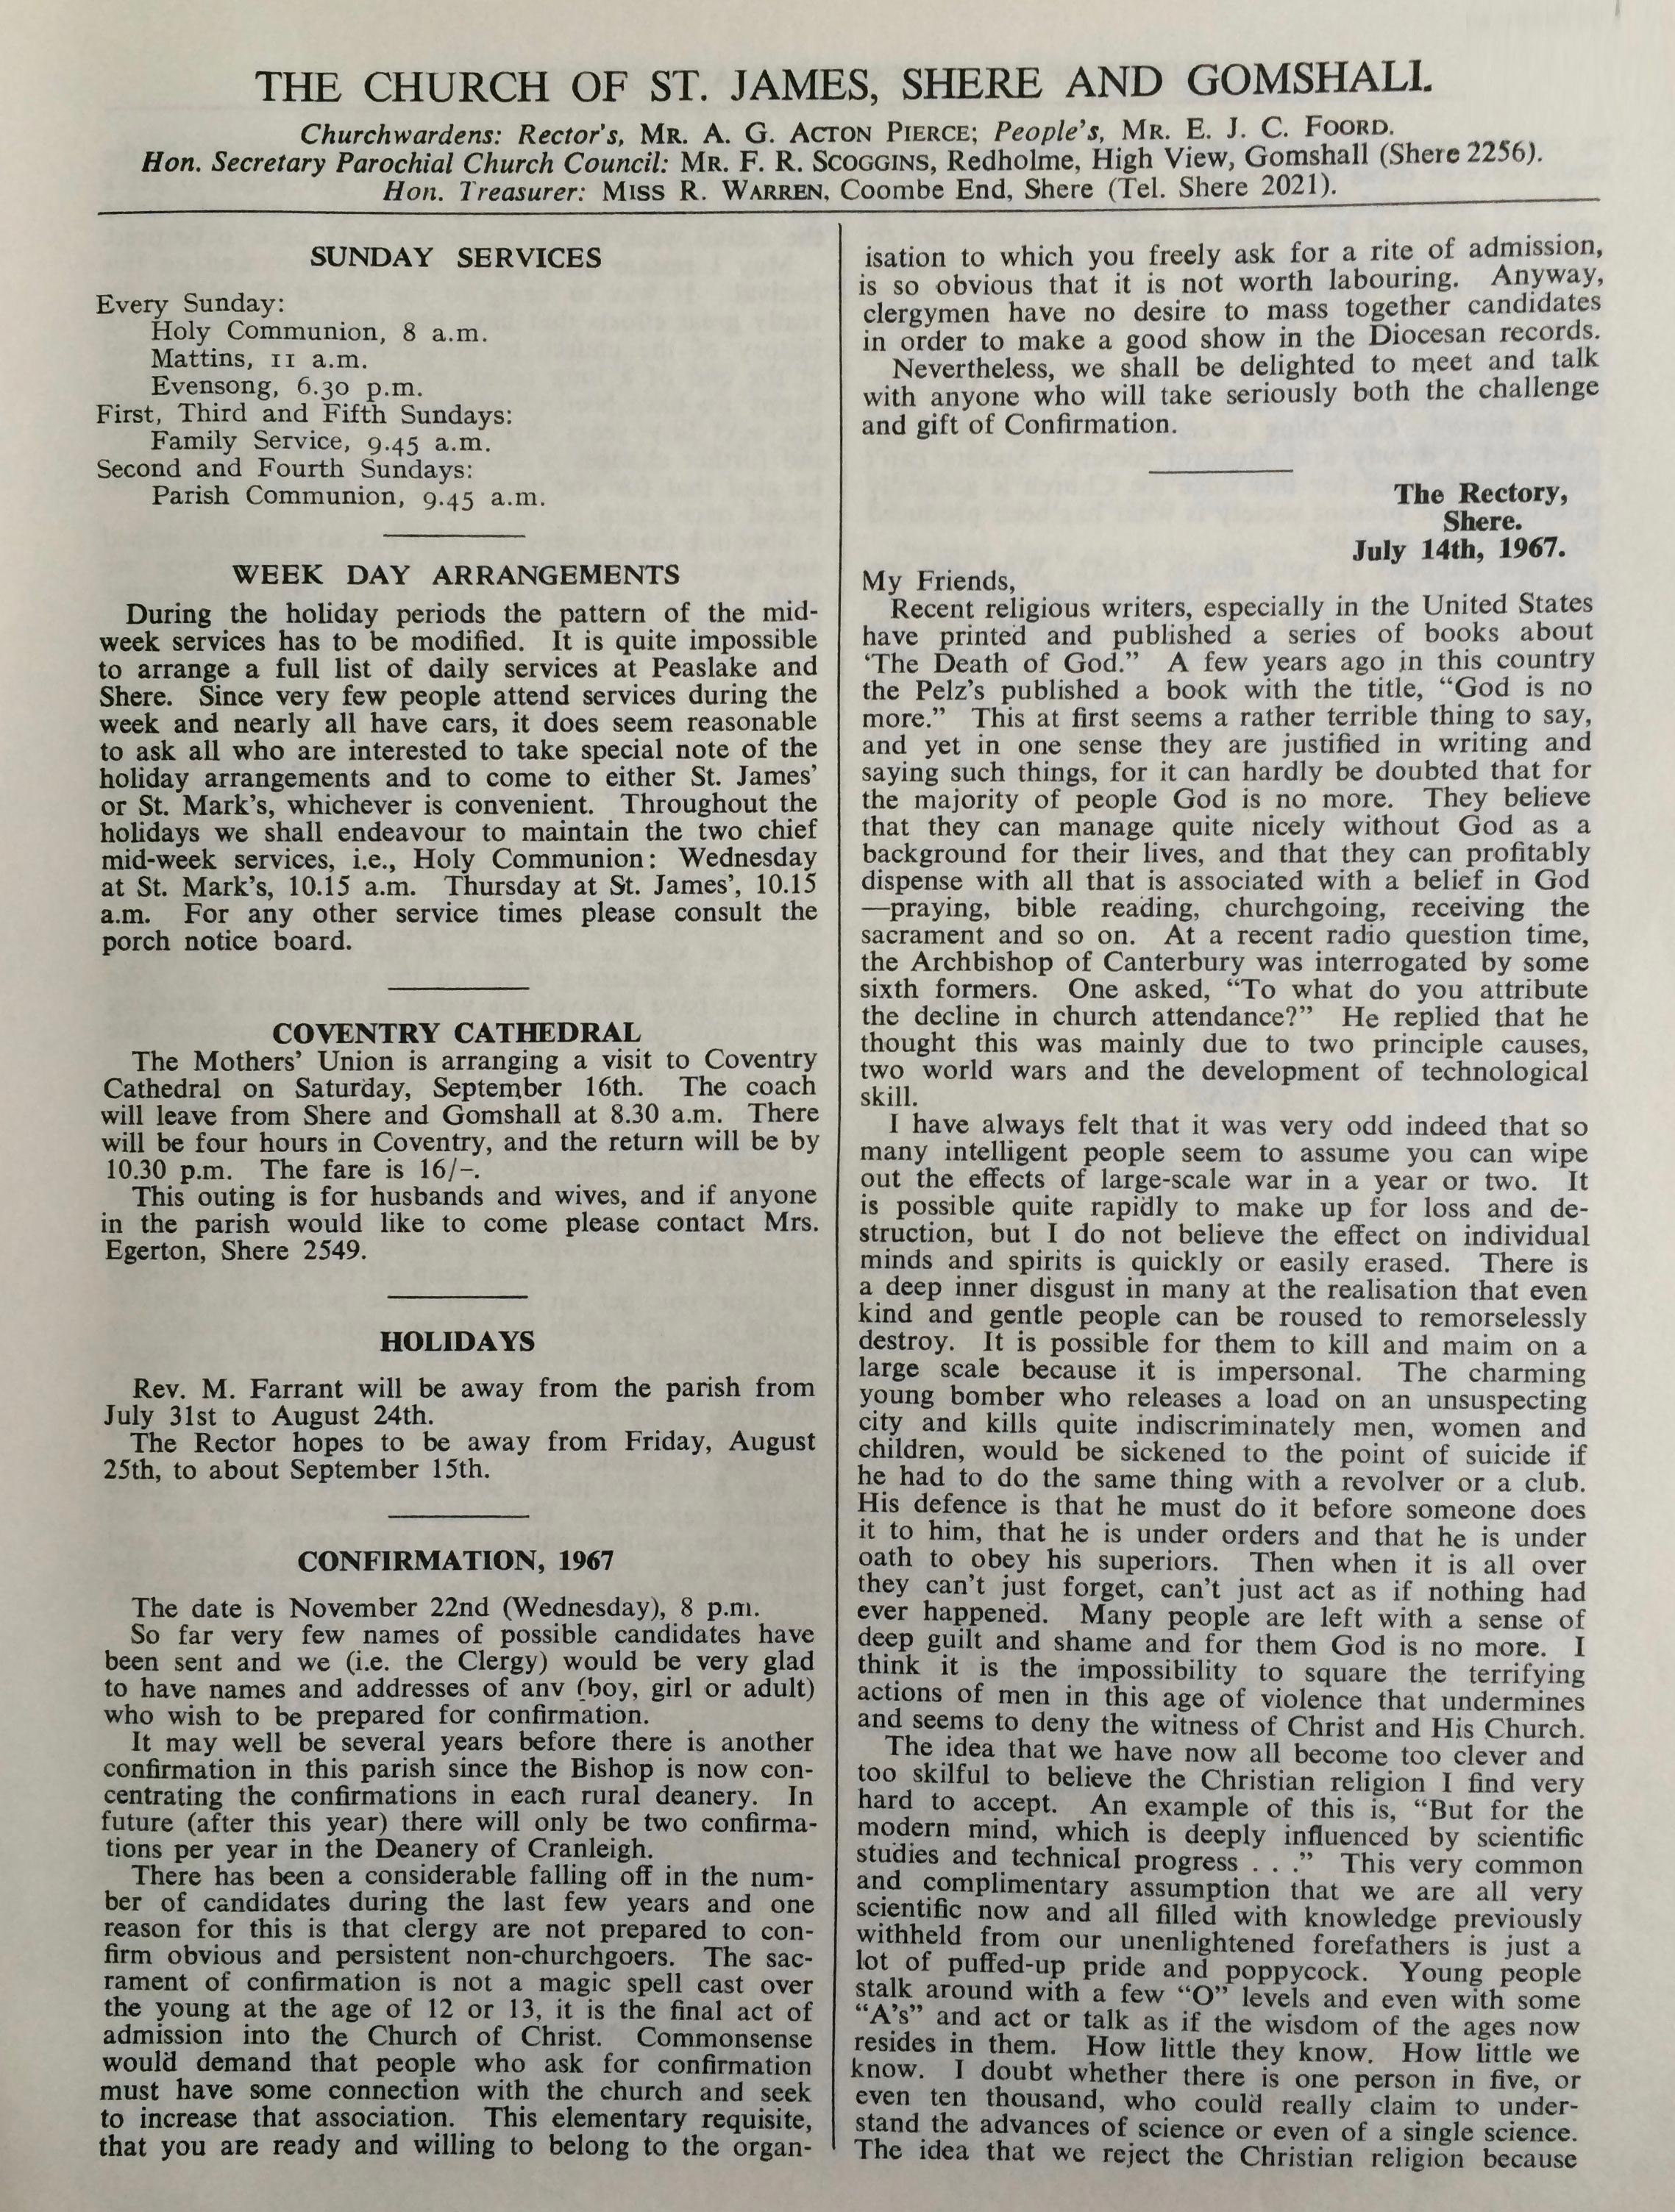 THE CHURCH OF ST. JAMES, SHERE AND GOMSHALL
Churchwardens: Rector's, MR. A. G. ACTON PIERCE; People's, MR. E. J. C. FOORD.
Hon. Secretary Parochial Church Council: MR. F. R. SCOGGINS, Redholme, High View, Gomshall (Shere 2256).
Hon. Treasurer: MISS R. WARREN, Coombe End, Shere (Tel. Shere 2021).
SUNDAY SERVICES
Every Sunday:
Holy Communion, 8 a.m.
Mattins, 11 a.m.
Evensong, 6.30 p.m.
First, Third and Fifth Sundays:
Family Service, 9.45 a.m.
Second and Fourth Sundays:
Parish Communion, 9.45 a.m.
WEEK DAY ARRANGEMENTS
During the holiday periods the pattern of the mid-
week services has to be modified. It is quite impossible
to arrange a full list of daily services at Peaslake and
Shere. Since very few people attend services during the
week and nearly all have cars, it does seem reasonable
to ask all who are interested to take special note of the
holiday arrangements and to come to either St. James'
or St. Mark's, whichever is convenient. Throughout the
holidays we shall endeavour to maintain the two chief
mid-week services, i.e., Holy Communion: Wednesday
at St. Mark's, 10.15 a.m. Thursday at St. James', 10.15
a.m. For any other service times please consult the
porch notice board.
COVENTRY CATHEDRAL
The Mothers' Union is arranging a visit to Coventry
Cathedral on Saturday, September 16th. The coach
will leave from Shere and Gomshall at 8.30 a.m. There
will be four hours in Coventry, and the return will be by
10.30 p.m. The fare is 16/-.
This outing is for husbands and wives, and if anyone
in the parish would like to come please contact Mrs.
Egerton, Shere 2549.
HOLIDAYS
Rev. M. Farrant will be away from the parish from
July 31st to August 24th.
The Rector hopes to be away from Friday, August
25th, to about September 15th.
CONFIRMATION, 1967
The date is November 22nd (Wednesday), 8 p.m.
So far very few names of possible candidates have
been sent and we (i.e. the Clergy) would be very glad
to have names and addresses of any (boy, girl or adult)
who wish to be prepared for confirmation.
It may well be several years before there is another
confirmation in this parish since the Bishop is now con-
centrating the confirmations in each rural deanery. In
future (after this year) there will only be two confirma-
tions per year in the Deanery of Cranleigh.
There has been a considerable falling off in the num-
ber of candidates during the last few years and one
reason for this is that clergy are not prepared to con-
firm obvious and persistent non-churchgoers. The sac-
rament of confirmation is not a magic spell cast over
the young at the age of 12 or 13, it is the final act of
admission into the Church of Christ. Commonsense
would demand that people who ask for confirmation
must have some connection with the church and seek
to increase that association. This elementary requisite,
that you are ready and willing to belong to the organ-
isation to which you freely ask for a rite of admission,
is so obvious that it is not worth labouring. Anyway,
clergymen have no desire to mass together candidates
in order to make a good show in the Diocesan records.
Nevertheless, we shall be delighted to meet and talk
with anyone who will take seriously both the challenge
and gift of Confirmation.
The Rectory,
Shere.
July 14th, 1967.
My Friends,
Recent religious writers, especially in the United States
have printed and published a series of books about
'The Death of God." A few years ago in this country
the Pelz's published a book with the title, "God is no
more." This at first seems a rather terrible thing to say,
and yet in one sense they are justified in writing and
saying such things, for it can hardly be doubted that for
the majority of people God is no more. They believe
that they can manage quite nicely without God as a
background for their lives, and that they can profitably
dispense with all that is associated with a belief in God
—praying, bible reading, churchgoing, receiving the
sacrament and so on. At a recent radio question time,
the Archbishop of Canterbury was interrogated by some
sixth formers. One asked, "To what do you attribute
the decline in church attendance?" He replied that he
thought this was mainly due to two principle causes,
two world wars and the development of technological
skill.
I have always felt that it was very odd indeed that so
many intelligent people seem to assume you can wipe
out the effects of large-scale war in a year or two. It
is possible quite rapidly to make up for loss and de-
struction, but I do not believe the effect on individual
minds and spirits is quickly or easily erased. There is
a deep inner disgust in many at the realisation that even
kind and gentle people can be roused to remorselessly
destroy. It is possible for them to kill and maim on a
large scale because it is impersonal. The charming
young bomber who releases a load on an unsuspecting
city and kills quite indiscriminately men, women and
children, would be sickened to the point of suicide if
he had to do the same thing with a revolver or a club.
His defence is that he must do it before someone does
it to him, that he is under orders and that he is under
oath to obey his superiors. Then when it is all over
they can't just forget, can't just act as if nothing had
ever happened. Many people are left with a sense of
deep guilt and shame and for them God is no more. I
think it is the impossibility to square the terrifying
actions of men in this age of violence that undermines
and seems to deny the witness of Christ and His Church.
The idea that we have now all become too clever and
too skilful to believe the Christian religion I find very
hard to accept. An example of this is, "But for the
modern mind, which is deeply influenced by scientific
studies and technical progress . . ." This very common
and complimentary assumption that we are all very
scientific now and all filled with knowledge previously
withheld from our unenlightened forefathers is just a
lot of puffed-up pride and poppycock. Young people
stalk around with a few "O" levels and even with some
"A's" and act or talk as if the wisdom of the ages now
resides in them. How little they know. How little we
know. I doubt whether there is one person in five, or
even ten thousand, who could really claim to under-
stand the advances of science or even of a single science.
The idea that we reject the Christian religion because